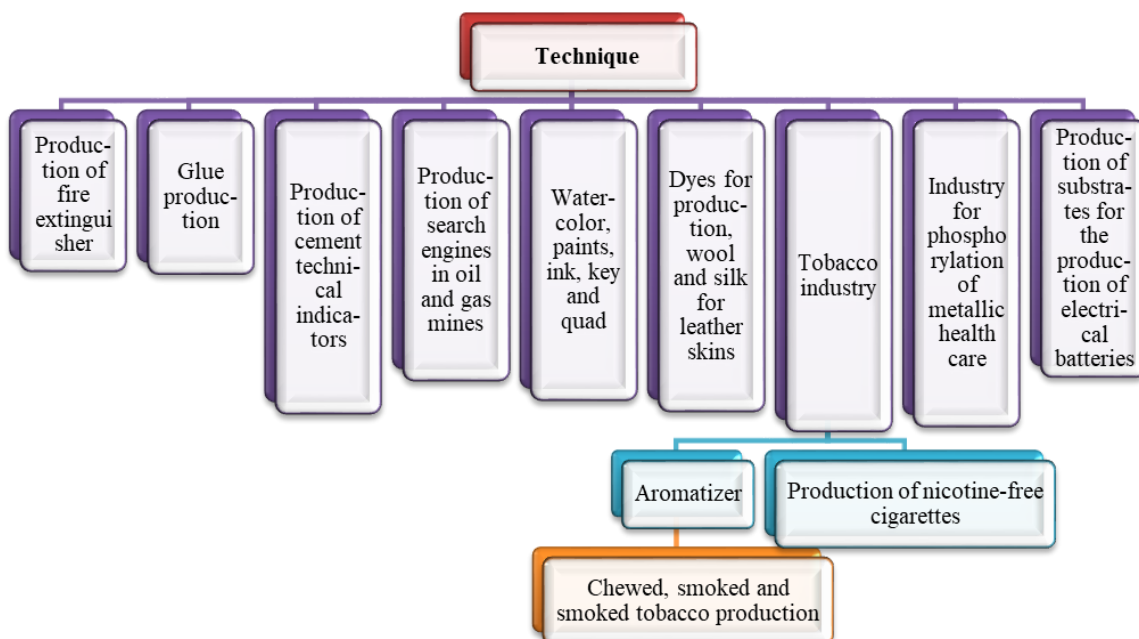 Technique
Produc-
tion of
fire
extingui
sher
Glue
produc-
tion
Produc-
tion of
cement
techni-
cal
indica-
tors
Produc-
tion of
search
engines
in oil
and gas
mines
Water-
color,
paints,
ink, key
and
quad
Dyes for
produc-
tion,
wool
and silk
for
leather
skins
Tobacco
industry
Industry
for
phospho
rylation
of
metallic
health
care
Produc-
tion of
substra-
tes for
the
produc-
tion of
electri-
cal
batteries
Aromatizer
Production of nicotine-free
cigarettes
Chewed, smoked and
smoked tobacco production